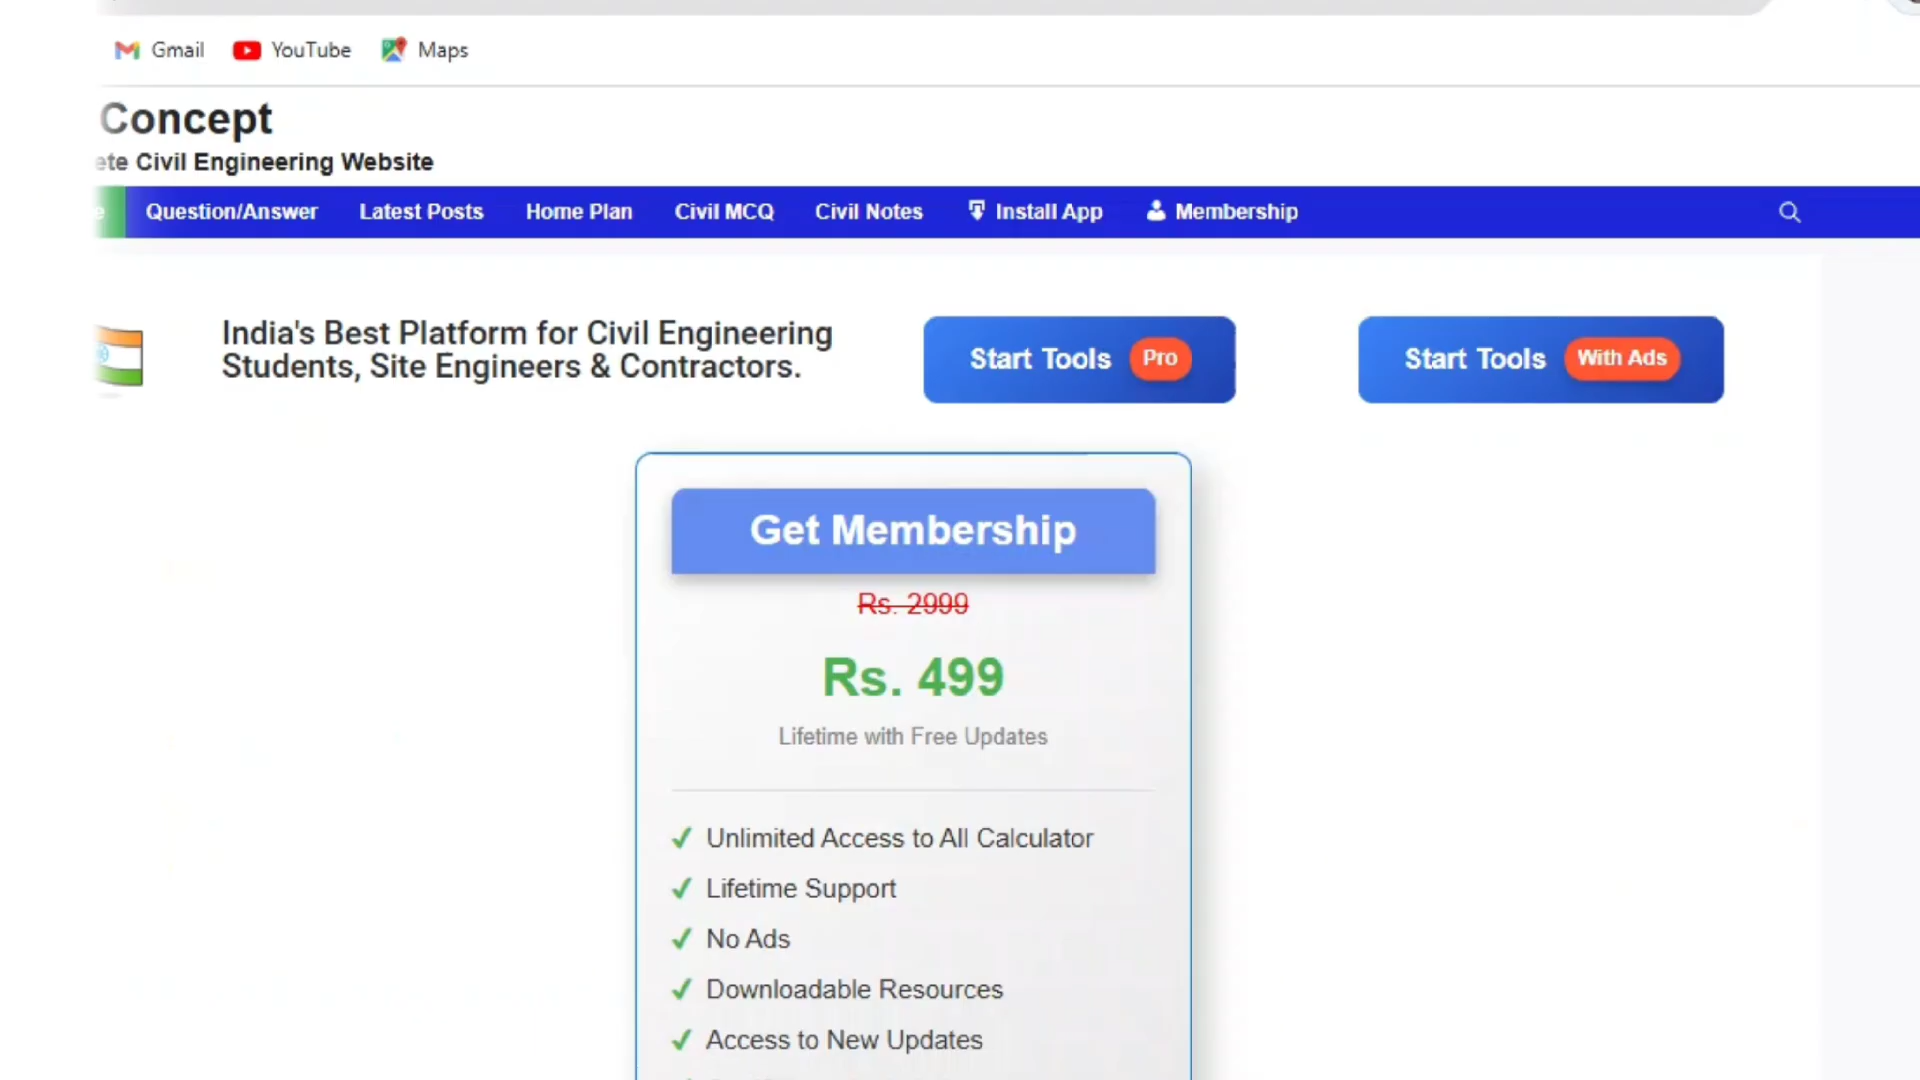 Gmail YouTube Maps
Concept
ete Civil Engineering Website
e Question/Answer Latest Posts Home Plan Civil MCQ Civil Notes Install App Membership
India's Best Platform for Civil Engineering
Students, Site Engineers & Contractors.
Start Tools Pro
Start Tools With Ads
Get Membership
Rs. 2999
Rs. 499
Lifetime with Free Updates
Unlimited Access to All Calculator
Lifetime Support
No Ads
Downloadable Resources
Access to New Updates